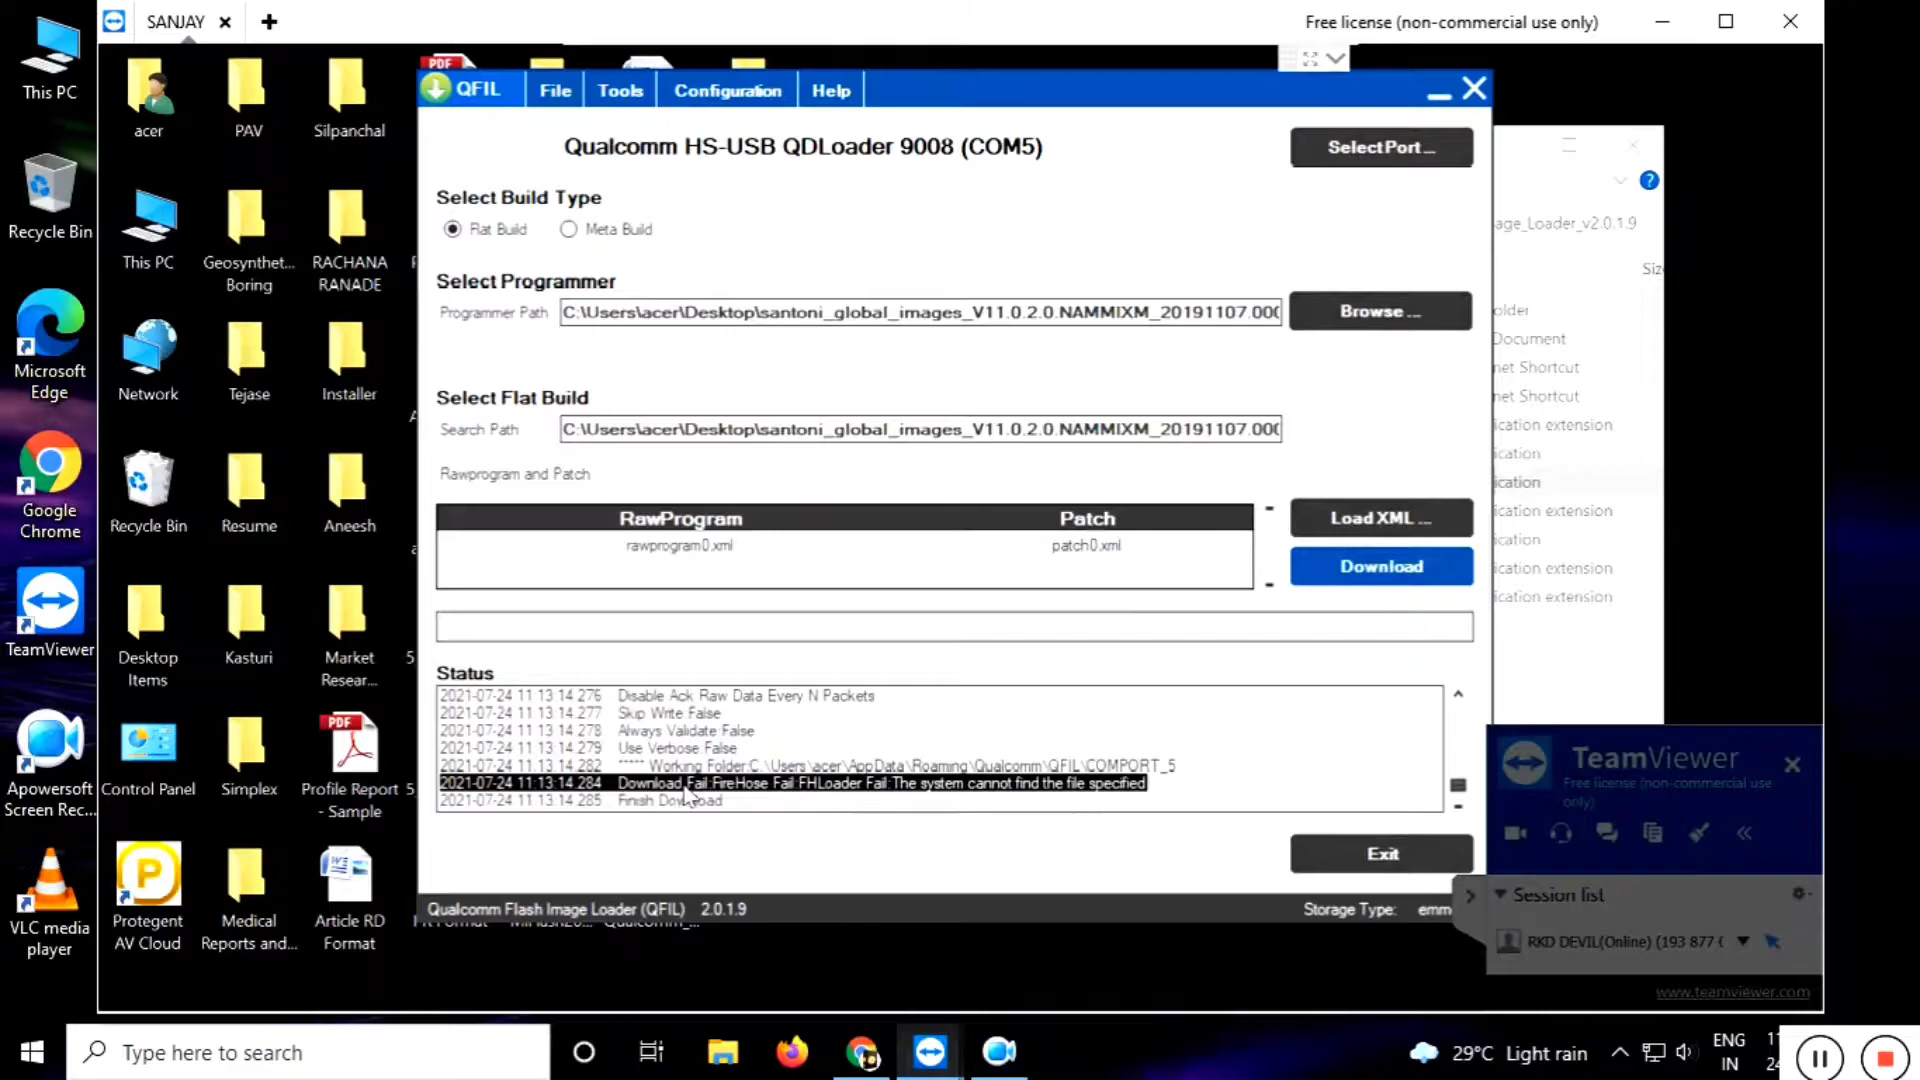 SANJAY
Free license (non-commercial use only)
This PC
Recycle Bin
Microsoft
Edge
Google
Chrome
TeamViewer
Apowersoft
Screen Rec...
VLC media
player
acer
PAV
Silpanchal
This PC
Geosynthet...
Boring
RACHANA
RANADE
Network
Tejase
Installer
Recycle Bin
Resume
Aneesh
Desktop
Items
Kasturi
Market
Resear...
Control Panel
Simplex
Profile Report
- Sample
Protegent
AV Cloud
Medical
Reports and...
Article RD
Format
PDF
PDF
QFIL
File
Tools
Configuration
Help
Qualcomm HS-USB QDLoader 9008 (COM5)
Select Port ...
Select Build Type
Flat Build
Meta Build
Select Programmer
Programmer Path
C:\Users\acer\Desktop\santoni_global_images_V11.0.2.0.NAMMIXM_20191107.000
Browse ...
Select Flat Build
Search Path
C:\Users\acer\Desktop\santoni_global_images_V11.0.2.0.NAMMIXM_20191107.000
Rawprogram and Patch
RawProgram
Patch
rawprogram0.xml
patch0.xml
Load XML ...
Download
Status
2021-07-24 11:13:14.276 Disable Ack Raw Data Every N Packets
2021-07-24 11:13:14.277 Skip Write False
2021-07-24 11:13:14.278 Always Validate False
2021-07-24 11:13:14.279 Use Verbose False
2021-07-24 11:13:14.282 ***** Working Folder:C:\Users\acer\AppData\Roaming\Qualcomm\QFIL\COMPORT_5
2021-07-24 11:13:14.284 Download Fail:FireHose Fail:FHLoader Fail:The system cannot find the file specified
2021-07-24 11:13:14.285 Finish Download
Exit
Qualcomm Flash Image Loader (QFIL) 2.0.1.9
Storage Type: emm
age_Loader_v2.0.1.9
Siz
older
Document
net Shortcut
net Shortcut
ication extension
ication
ication
ication extension
ication
ication extension
ication extension
TeamViewer
Free license (non-commercial use
only)
Session list
RKD DEVIL(Online) (193 877
www.teamviewer.com
Type here to search
29°C Light rain
ENG
IN